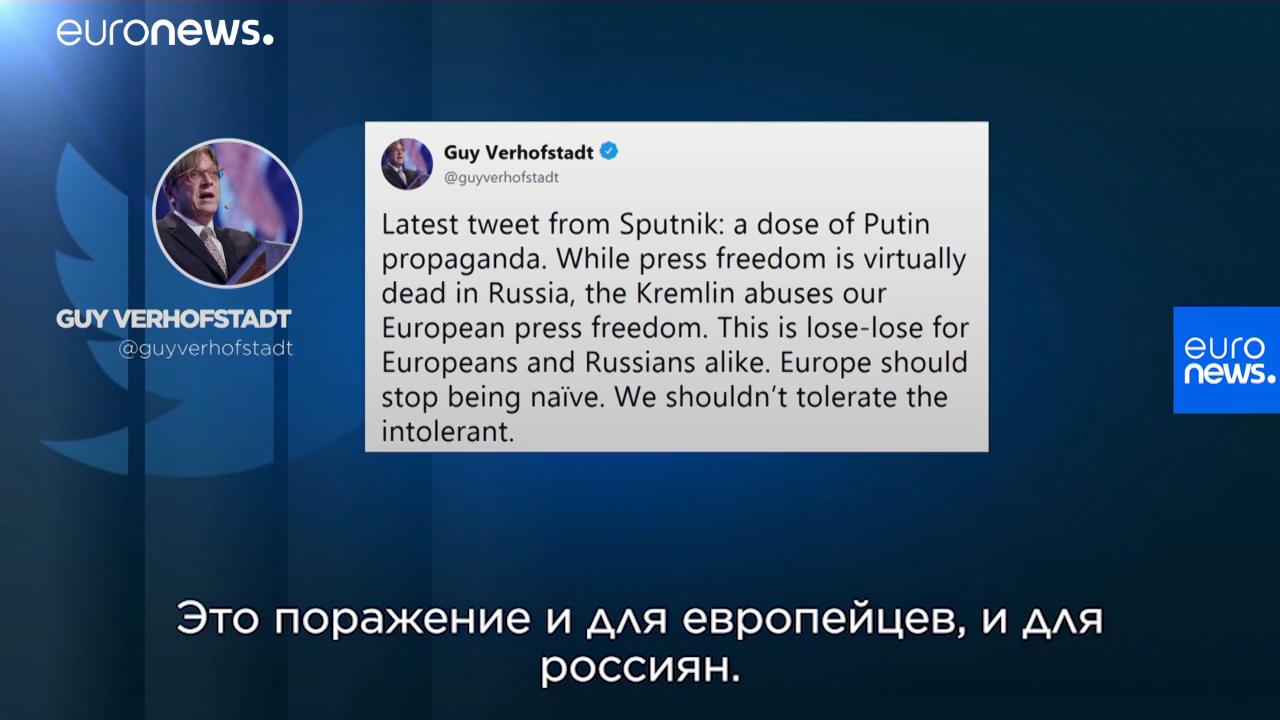 euronews.
GUY VERHOFSTADT
@guyverhofstadt
Guy Verhofstadt
@guyverhofstadt
Latest tweet from Sputnik: a dose of Putin
propaganda. While press freedom is virtually
dead in Russia, the Kremlin abuses our
European press freedom. This is lose-lose for
Europeans and Russians alike. Europe should
stop being naïve. We shouldn't tolerate the
intolerant.
euro
news.
Это поражение и для европейцев, и для
россиян.